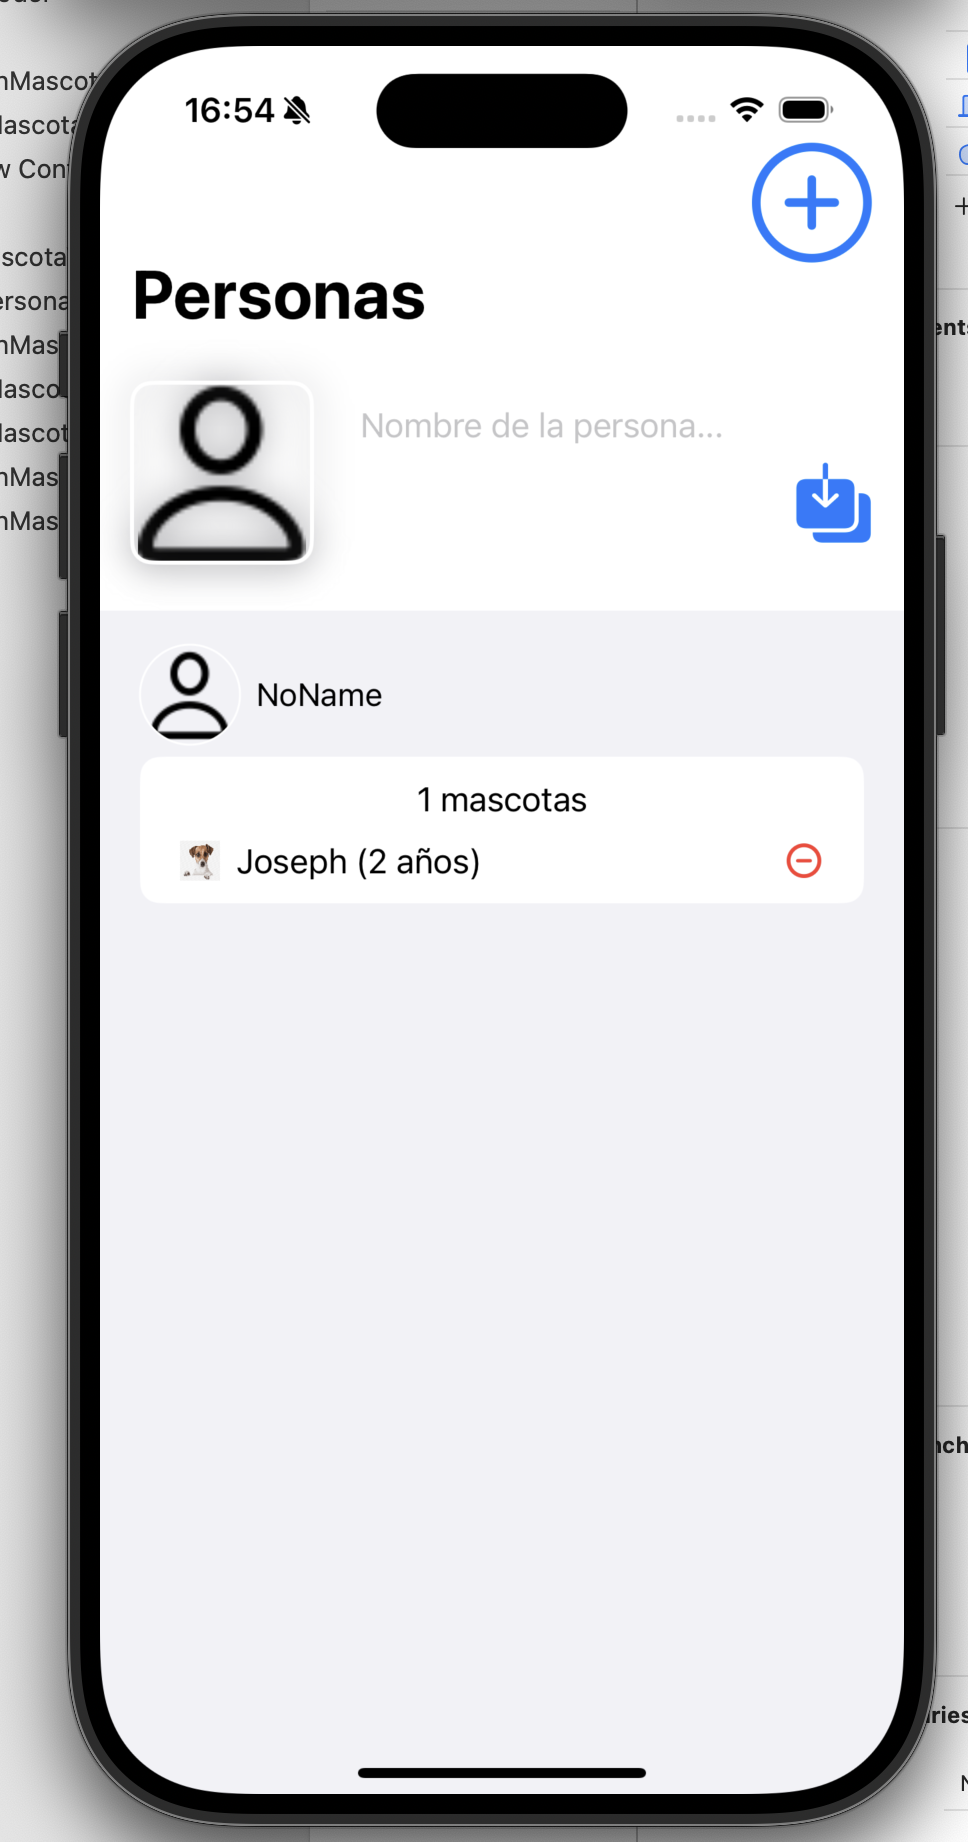 16:54
Personas
Nombre de la persona...
NoName
1 mascotas
Joseph (2 años)